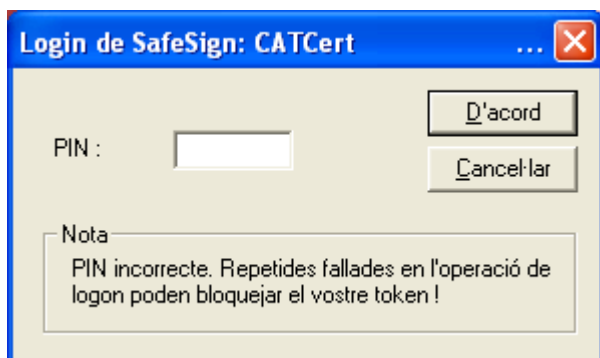 Login de SafeSign: CATCert ...
D'acord
PIN :
Cancel·lar
Nota
PIN incorrecte. Repetides fallades en l'operació de
logon poden bloquejar el vostre token !